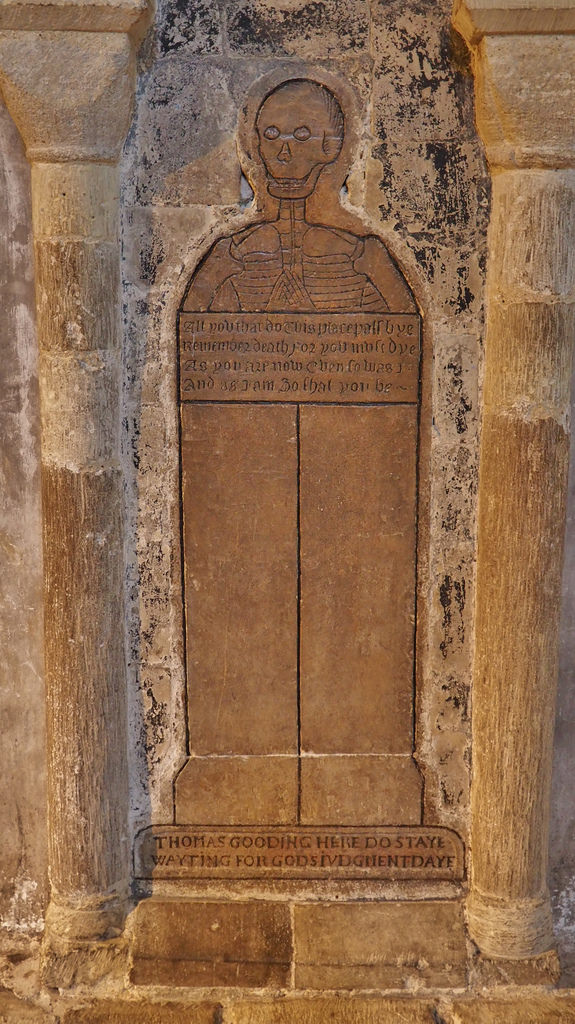 All you that do this place pass bye
Remember death for you must dye
As you are now even so was I
And as I am So shal you be
THOMAS GOODING HERE DO STAYE
WAYTING FOR GODS IVDGMENT DAYE